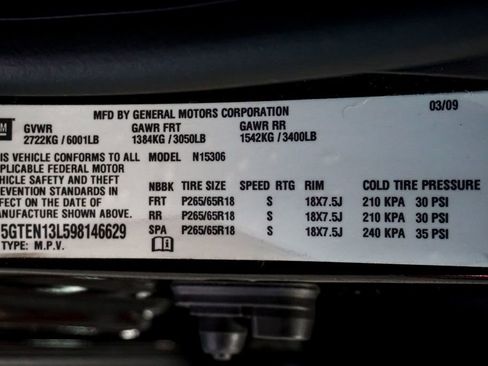 GM
MFD BY GENERAL MOTORS CORPORATION 03/09
GVWR GAWR FRT GAWR RR
2722KG / 6001LB 1384KG / 3050LB 1542KG / 3400LB
IS VEHICLE CONFORMS TO ALL MODEL N15306
PLICABLE FEDERAL MOTOR
HICLE SAFETY AND THEFT
EVENTION STANDARDS IN NBBK TIRE SIZE SPEED RTG RIM COLD TIRE PRESSURE
FECT ON THE DATE OF FRT P265/65R18 S 18X7.5J 210 KPA 30 PSI
ANUFACTURE SHOWN ABOVE. RR P265/65R18 S 18X7.5J 210 KPA 30 PSI
5GTEN13L598146629 SPA P265/65R18 S 18X7.5J 240 KPA 35 PSI
TYPE: M.P.V.